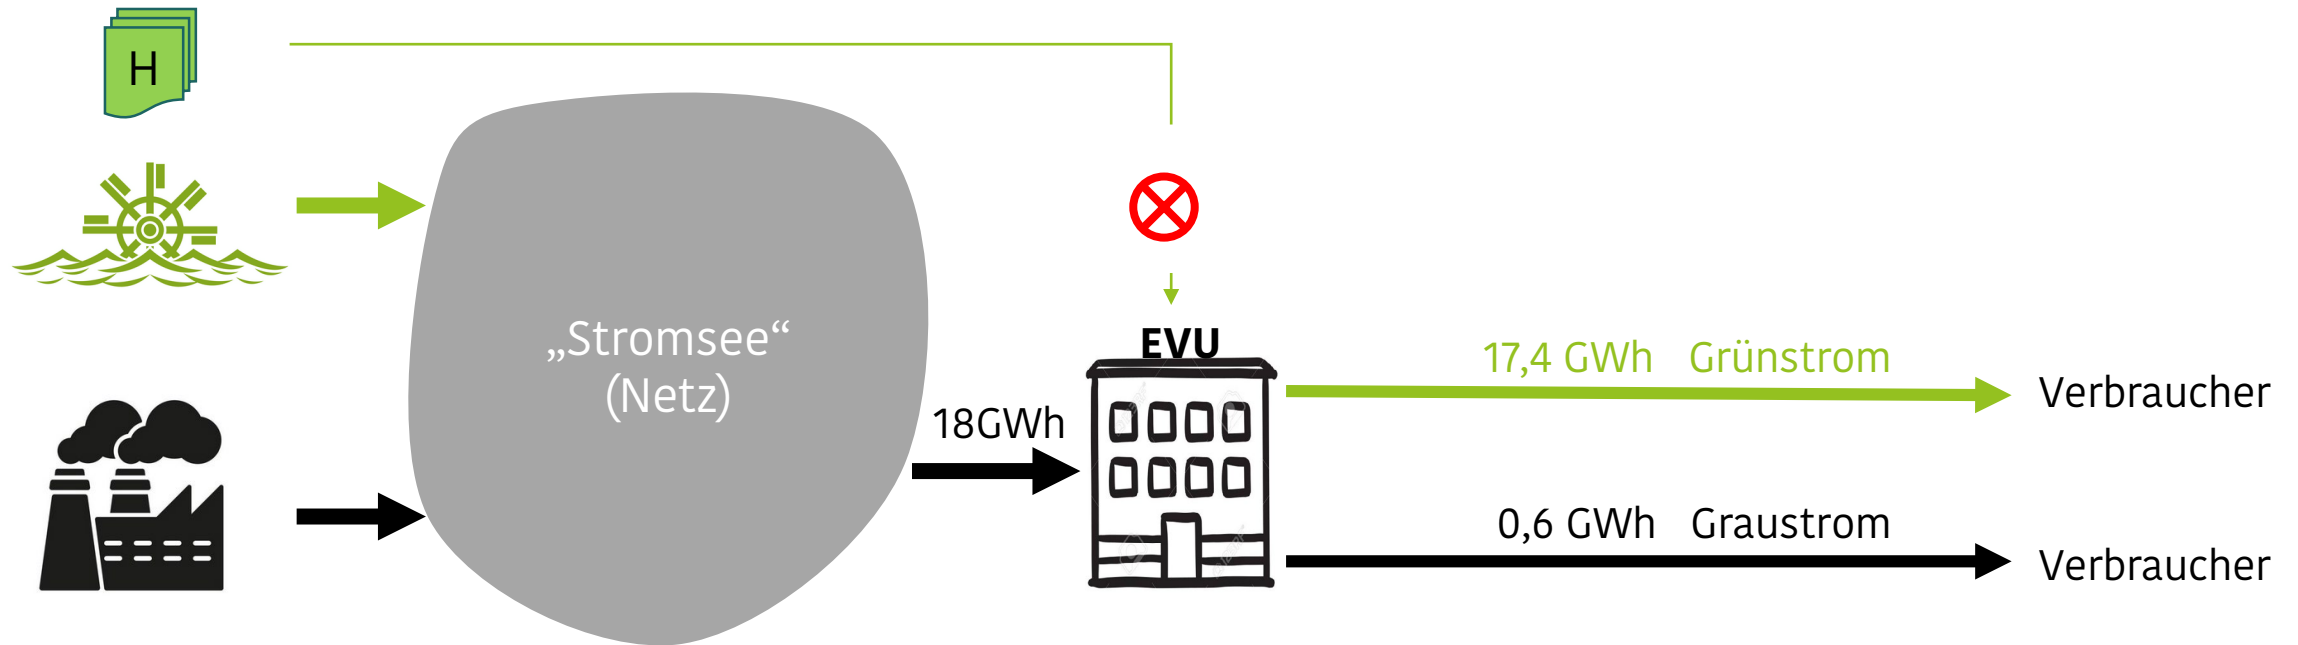 H
„Stromsee“
(Netz)
18GWh
EVU
17,4 GWh Grünstrom
Verbraucher
0,6 GWh Graustrom
Verbraucher